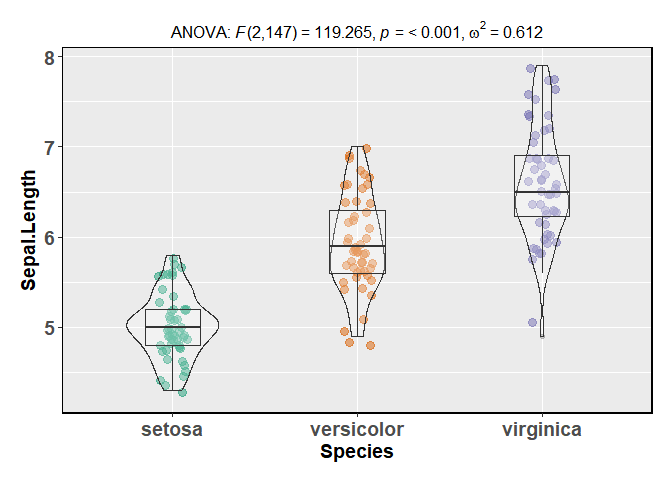 ANOVA: F(2,147) = 119.265, p = < 0.001, ω² = 0.612
8
7
6
5
Sepal.Length
setosa versicolor virginica
Species